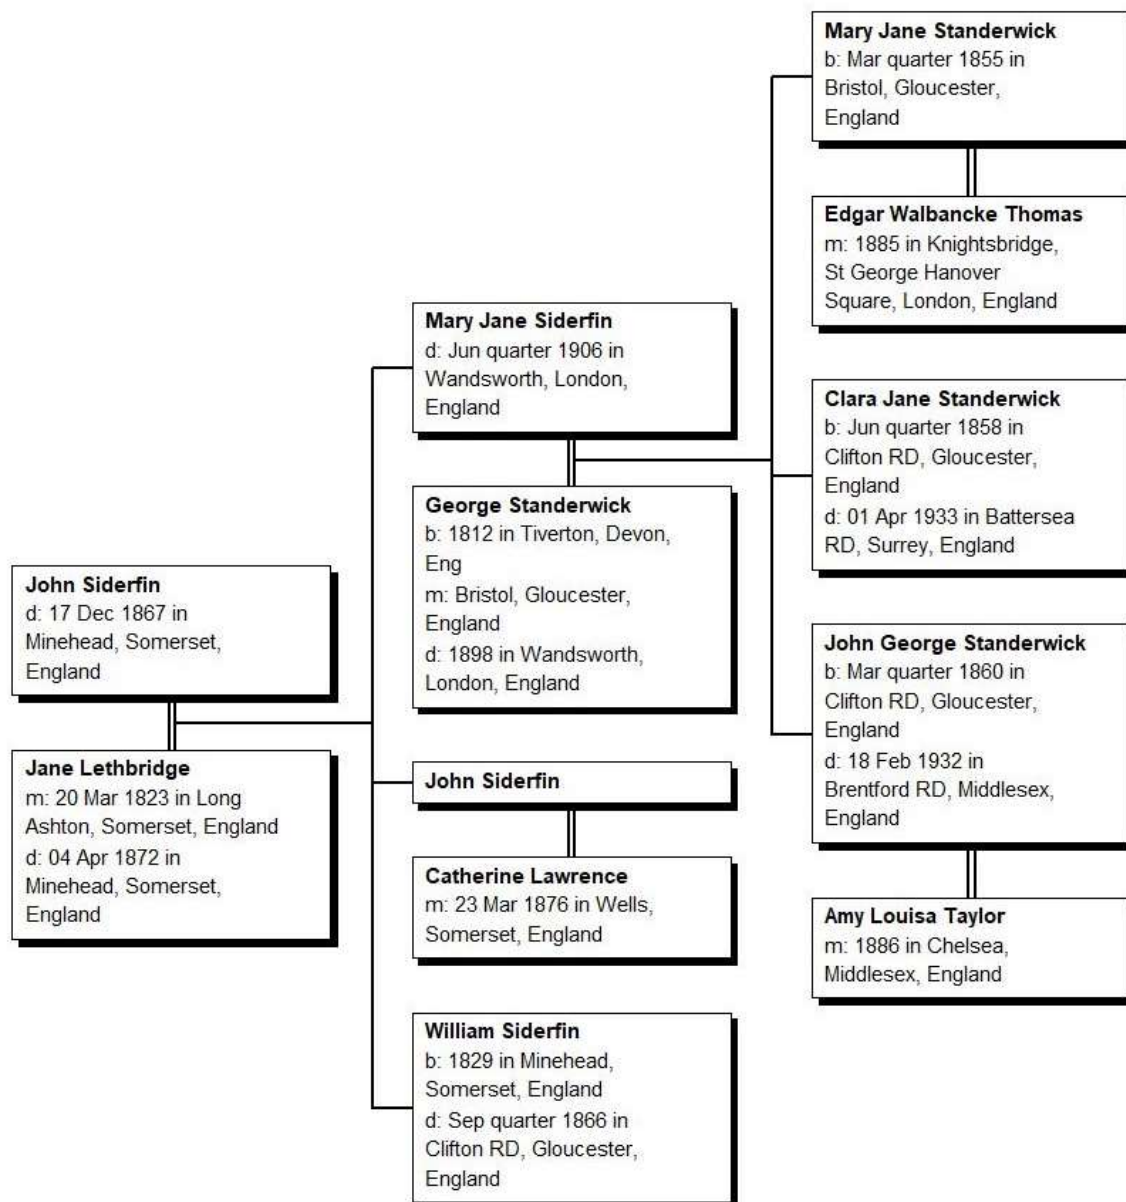 John Siderfin
d: 17 Dec 1867 in
Minehead, Somerset,
England
Jane Lethbridge
m: 20 Mar 1823 in Long
Ashton, Somerset, England
d: 04 Apr 1872 in
Minehead, Somerset,
England
Mary Jane Siderfin
d: Jun quarter 1906 in
Wandsworth, London,
England
George Standerwick
b: 1812 in Tiverton, Devon,
Eng
m: Bristol, Gloucester,
England
d: 1898 in Wandsworth,
London, England
John Siderfin
Catherine Lawrence
m: 23 Mar 1876 in Wells,
Somerset, England
William Siderfin
b: 1829 in Minehead,
Somerset, England
d: Sep quarter 1866 in
Clifton RD, Gloucester,
England
Mary Jane Standerwick
b: Mar quarter 1855 in
Bristol, Gloucester,
England
Edgar Walbancke Thomas
m: 1885 in Knightsbridge,
St George Hanover
Square, London, England
Clara Jane Standerwick
b: Jun quarter 1858 in
Clifton RD, Gloucester,
England
d: 01 Apr 1933 in Battersea
RD, Surrey, England
John George Standerwick
b: Mar quarter 1860 in
Clifton RD, Gloucester,
England
d: 18 Feb 1932 in
Brentford RD, Middlesex,
England
Amy Louisa Taylor
m: 1886 in Chelsea,
Middlesex, England